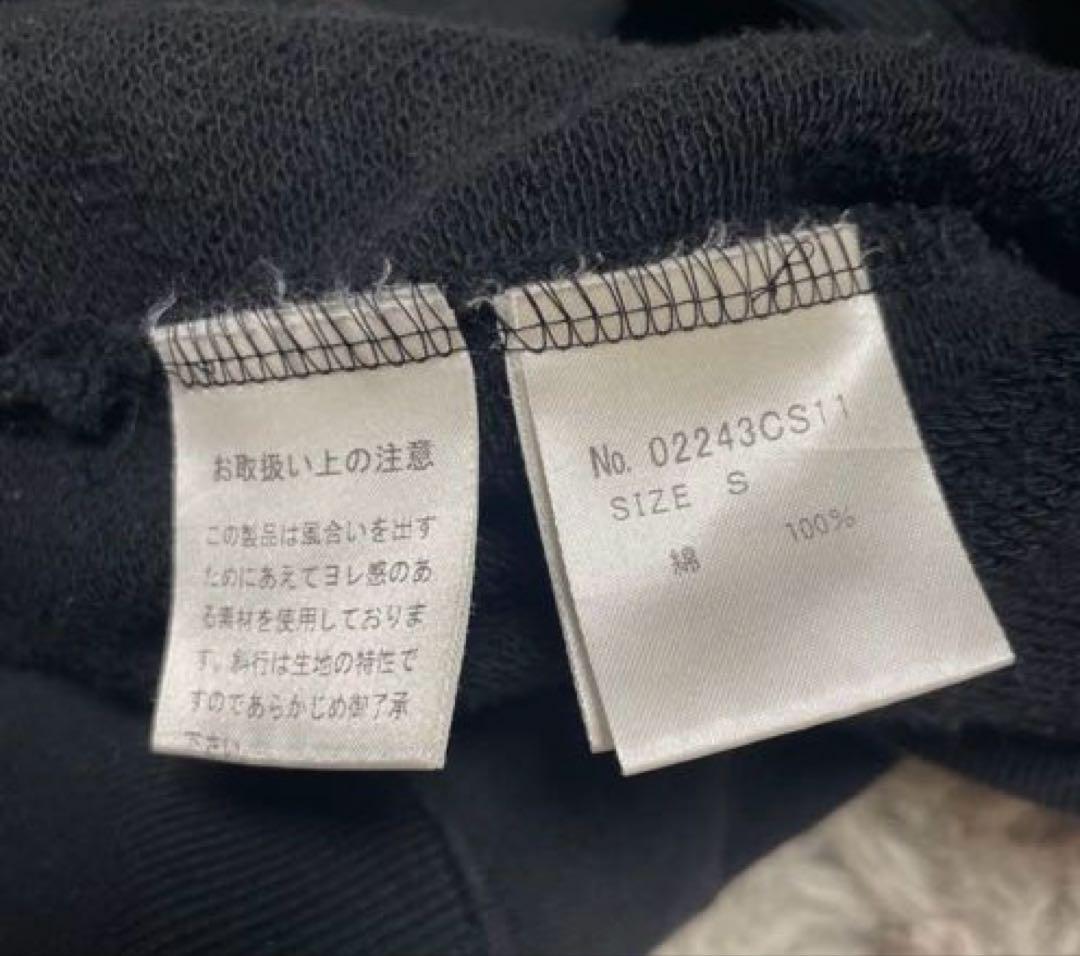 お取扱い上の注意
この製品は風合いを出す
ためにあえてヨレ感のあ
る素材を使用しておりま
す。斜行は生地の特性で
すのであらかじめ御了承
下さい
No. 02243CS11
SIZE S
綿 100%